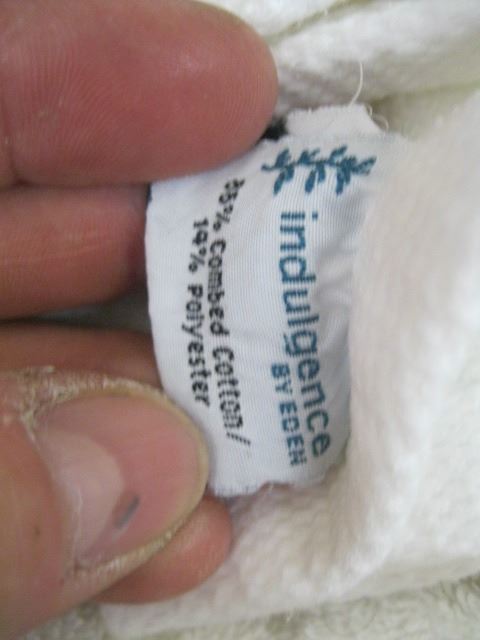 indulgence
BY EDEN
86% Combed Cotton/
14% Polyester